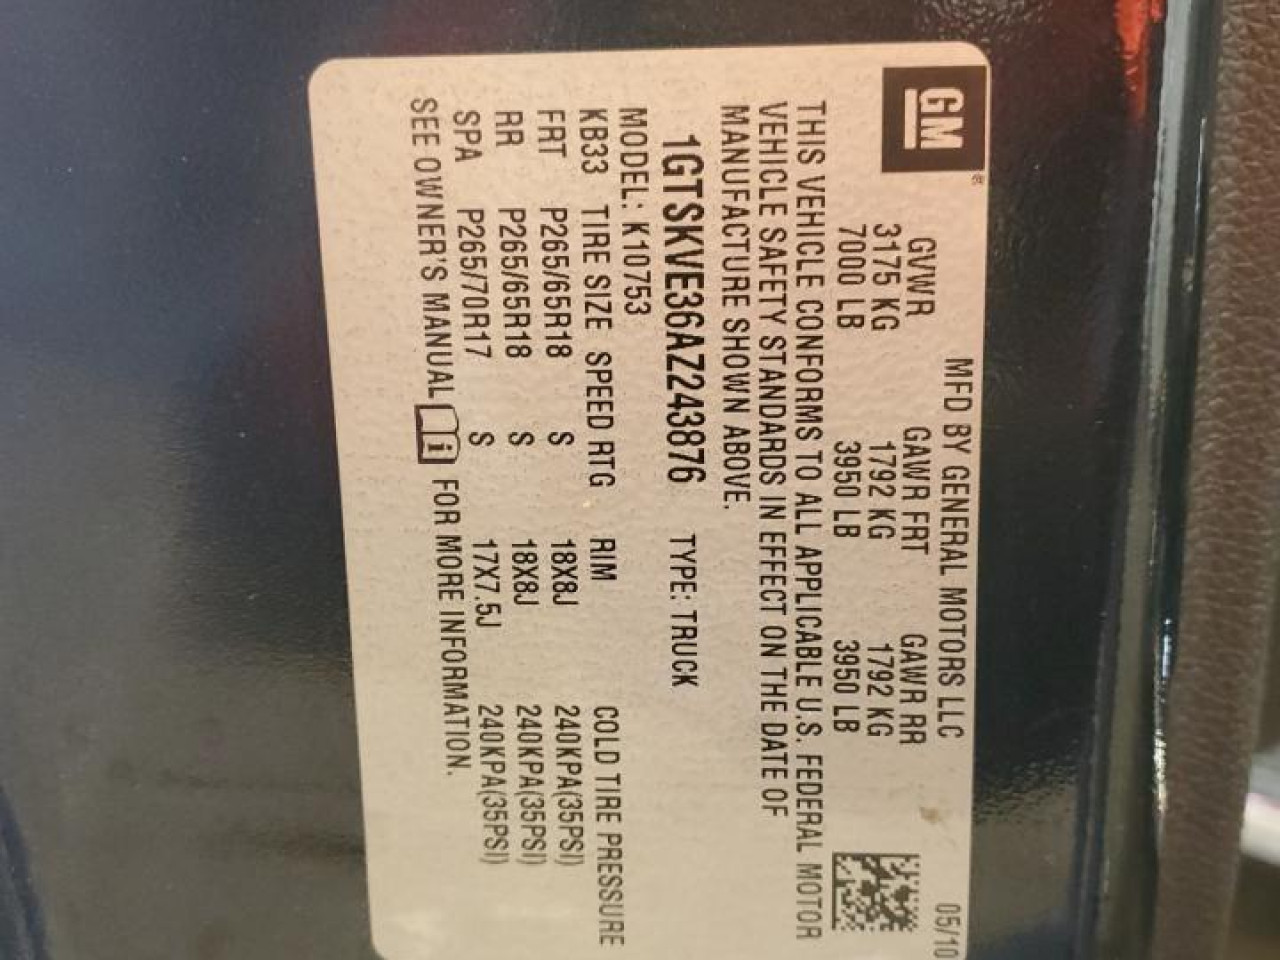 GM
MFD BY GENERAL MOTORS LLC 05/10
GVWR GAWR FRT GAWR RR
3175 KG 1792 KG 1792 KG
7000 LB 3950 LB 3950 LB
THIS VEHICLE CONFORMS TO ALL APPLICABLE U.S. FEDERAL MOTOR
VEHICLE SAFETY STANDARDS IN EFFECT ON THE DATE OF
MANUFACTURE SHOWN ABOVE.
1GTSKVE36AZ243876 TYPE: TRUCK
MODEL: K10753
KB33 TIRE SIZE SPEED RTG RIM COLD TIRE PRESSURE
FRT P265/65R18 S 18X8J 240KPA(35PSI)
RR P265/65R18 S 18X8J 240KPA(35PSI)
SPA P265/70R17 S 17X7.5J 240KPA(35PSI)
SEE OWNER'S MANUAL i FOR MORE INFORMATION.